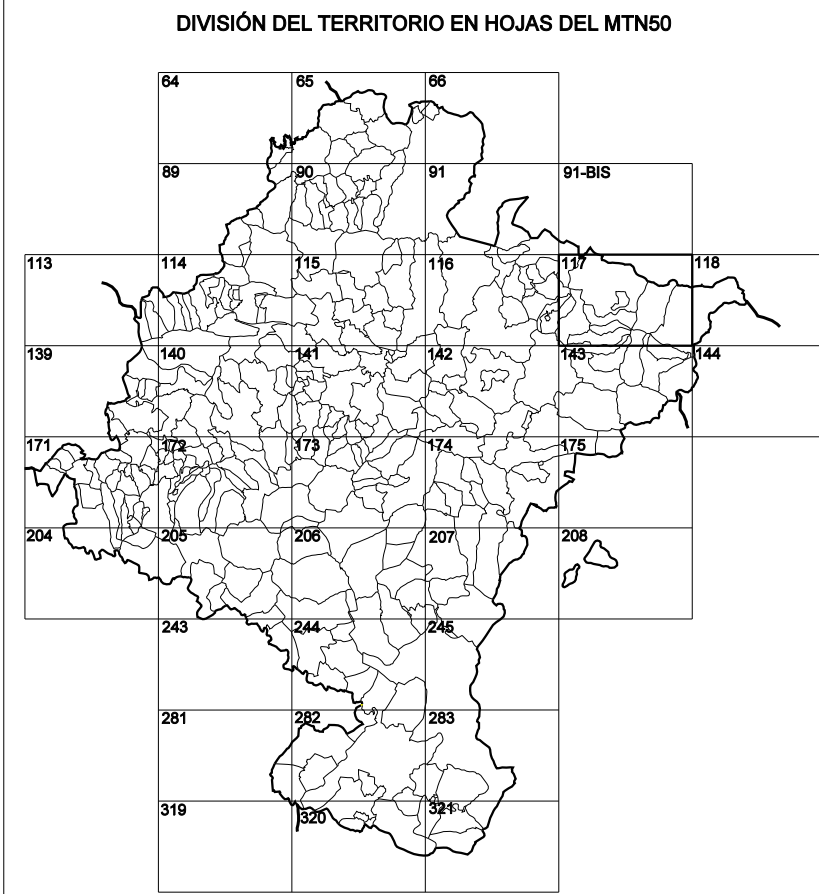 DIVISIÓN DEL TERRITORIO EN HOJAS DEL MTN50
64 65 66
89 90 91 91-BIS
113 114 115 116 117 118
139 140 141 142 143 144
171 172 173 174 175
204 205 206 207 208
243 244 245
281 282 283
319 320 321